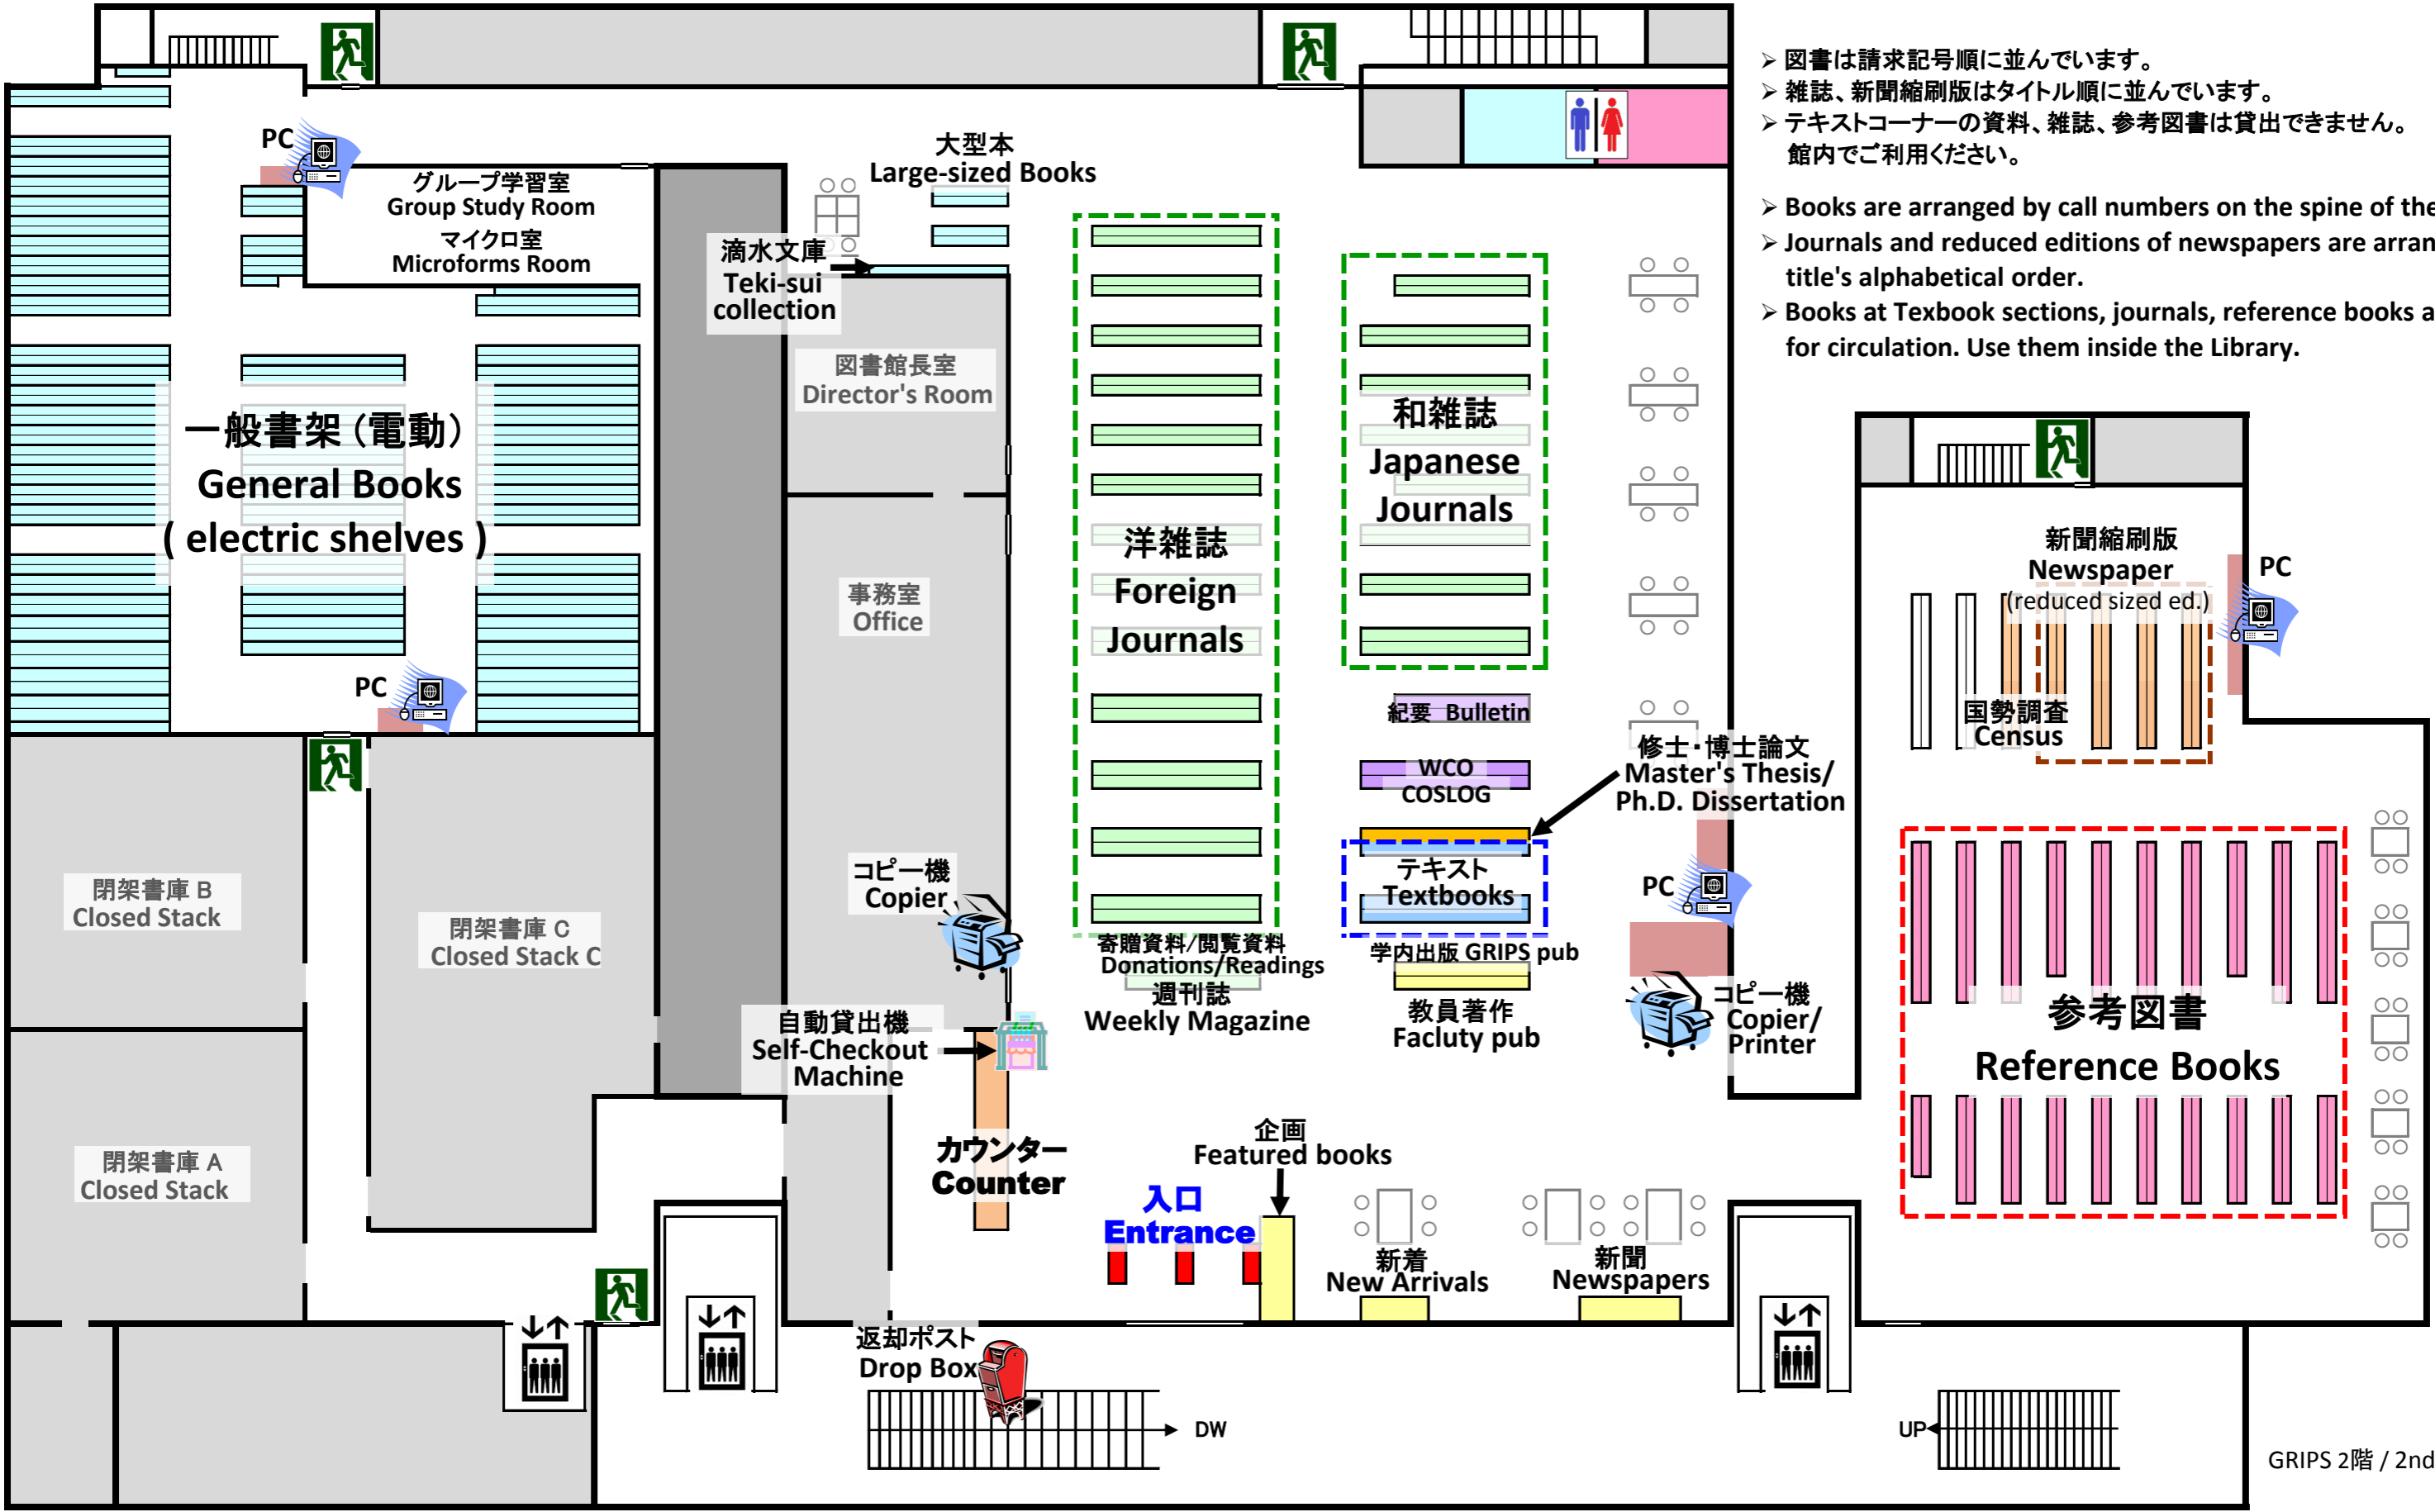 ➢ 図書は請求記号順に並んでいます。
➢ 雑誌、新聞縮刷版はタイトル順に並んでいます。
➢ テキストコーナーの資料、雑誌、参考図書は貸出できません。
館内でご利用ください。
➢ Books are arranged by call numbers on the spine of the
➢ Journals and reduced editions of newspapers are arran
title's alphabetical order.
➢ Books at Texbook sections, journals, reference books a
for circulation. Use them inside the Library.
PC
グループ学習室
Group Study Room
マイクロ室
Microforms Room
大型本
Large-sized Books
滴水文庫
Teki-sui
collection
図書館長室
Director's Room
一般書架（電動）
General Books
( electric shelves )
和雑誌
Japanese
Journals
洋雑誌
Foreign
Journals
事務室
Office
新聞縮刷版
Newspaper
(reduced sized ed.)
PC
国勢調査
Census
PC
紀要 Bulletin
WCO
COSLOG
修士・博士論文
Master's Thesis/
Ph.D. Dissertation
テキスト
Textbooks
PC
コピー機
Copier
閉架書庫 B
Closed Stack
閉架書庫 C
Closed Stack C
寄贈資料/閲覧資料
Donations/Readings
週刊誌
Weekly Magazine
学内出版 GRIPS pub
教員著作
Facluty pub
コピー機
Copier/
Printer
参考図書
Reference Books
自動貸出機
Self-Checkout
Machine
閉架書庫 A
Closed Stack
カウンター
Counter
企画
Featured books
入口
Entrance
新着
New Arrivals
新聞
Newspapers
返却ポスト
Drop Box
DW
UP
GRIPS 2階 / 2nd